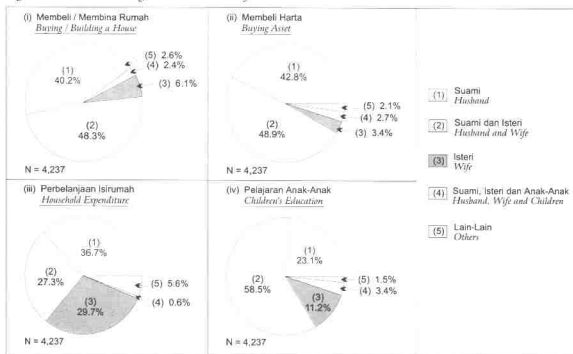 (i) Membeli / Membina Rumah
Buying / Building a House
(5) 2.6%
(4) 2.4%
(1)
40.2%
(3) 6.1%
(2)
48.3%
N = 4,237
(ii) Membeli Harta
Buying Asset
(1)
42.8%
(5) 2.1%
(4) 2.7%
(2)
48.9%
(3) 3.4%
N = 4,237
(iii) Perbelanjaan Isirumah
Household Expenditure
(1)
36.7%
(2)
27.3%
(5) 5.6%
(3)
29.7%
(4) 0.6%
N = 4,237
(iv) Pelajaran Anak-Anak
Children's Education
(1)
23.1%
(2)
58.5%
(5) 1.5%
(4) 3.4%
(3)
11.2%
N = 4,237
(1) Suami
Husband
(2) Suami dan Isteri
Husband and Wife
(3) Isteri
Wife
(4) Suami, Isteri dan Anak-Anak
Husband, Wife and Children
(5) Lain-Lain
Others